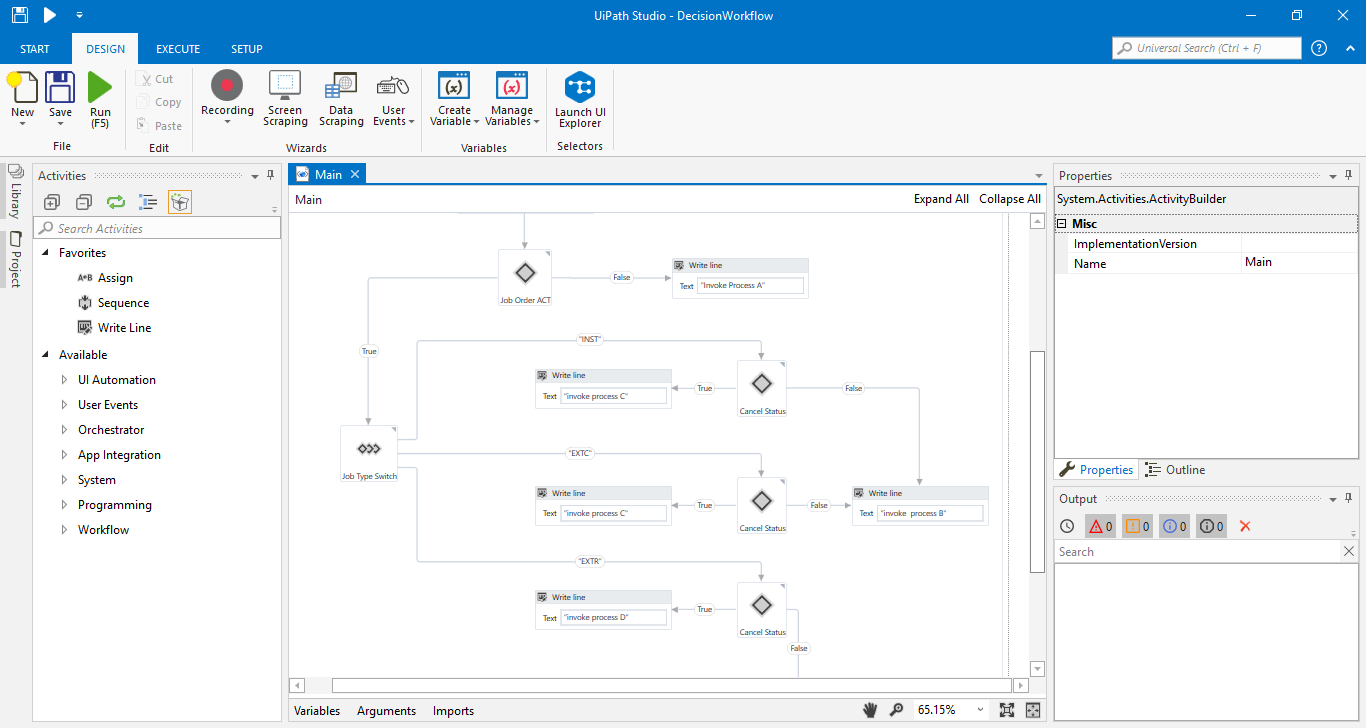 UiPath Studio - DecisionWorkflow
START DESIGN EXECUTE SETUP
Universal Search (Ctrl + F)
New
Save
Run
(F5)
File
Cut
Copy
Paste
Edit
Recording
Screen
Scraping
Data
Scraping
User
Events
Wizards
Create
Variable
Manage
Variables
Variables
Launch UI
Explorer
Selectors
Library
Project
Activities
Search Activities
Favorites
A+B Assign
Sequence
Write Line
Available
UI Automation
User Events
Orchestrator
App Integration
System
Programming
Workflow
Main
Main
Expand All Collapse All
Job Order ACT
False
Write line
Text "Invoke Process A"
True
Job Type Switch
"INST"
Cancel Status
True
Write line
Text "invoke process C"
False
"EXTC"
Cancel Status
True
Write line
Text "invoke process C"
False
Write line
Text "invoke  process B"
"EXTR"
Cancel Status
True
Write line
Text "invoke process D"
False
Variables Arguments Imports
65.15%
Properties
System.Activities.ActivityBuilder
Misc
ImplementationVersion
Name Main
Properties Outline
Output
0 0 0 0
Search